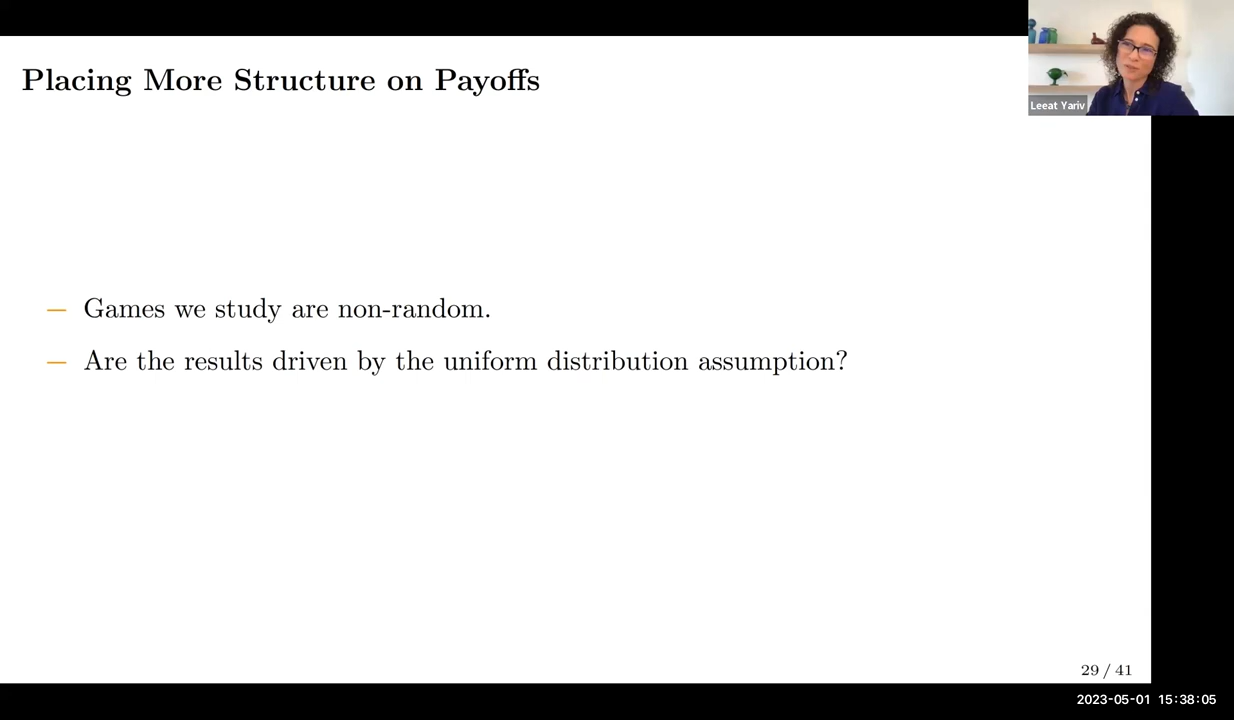 Placing More Structure on Payoffs
Leeat Yariv
— Games we study are non-random.
— Are the results driven by the uniform distribution assumption?
29 / 41
2023-05-01 15:38:05